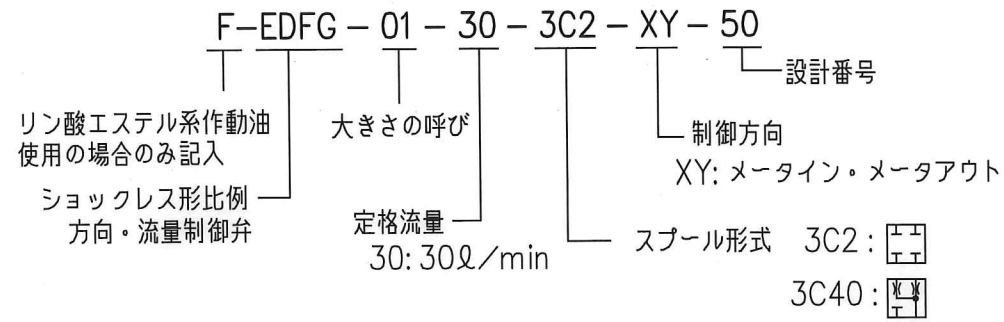 F-EDFG-01-30-3C2-XY-50
設計番号
リン酸エステル系作動油
使用の場合のみ記入
大きさの呼び
制御方向
XY: メータイン・メータアウト
ショックレス形比例
方向・流量制御弁
定格流量
30: 30ℓ/min
スプール形式 3C2:
3C40: